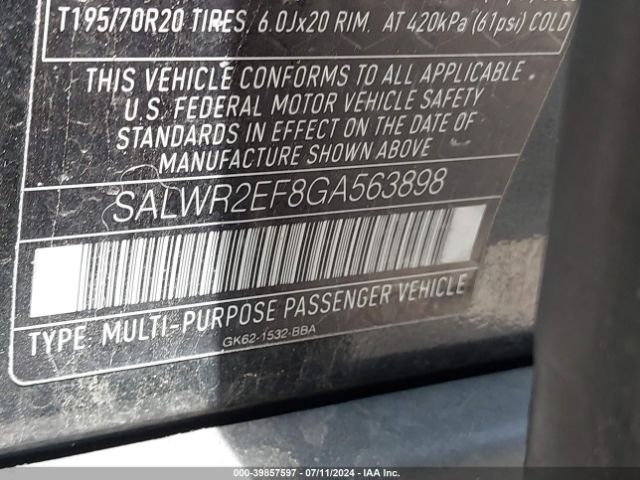 T195/70R20 TIRES, 6.0Jx20 RIM, AT 420kPa (61psi) COLD
THIS VEHICLE CONFORMS TO ALL APPLICABLE
U.S. FEDERAL MOTOR VEHICLE SAFETY
STANDARDS IN EFFECT ON THE DATE OF
MANUFACTURE SHOWN ABOVE
SALWR2EF8GA563898
TYPE: MULTI-PURPOSE PASSENGER VEHICLE
GK62-1532-BBA
000-39857597 - 07/11/2024 - IAAI.COM